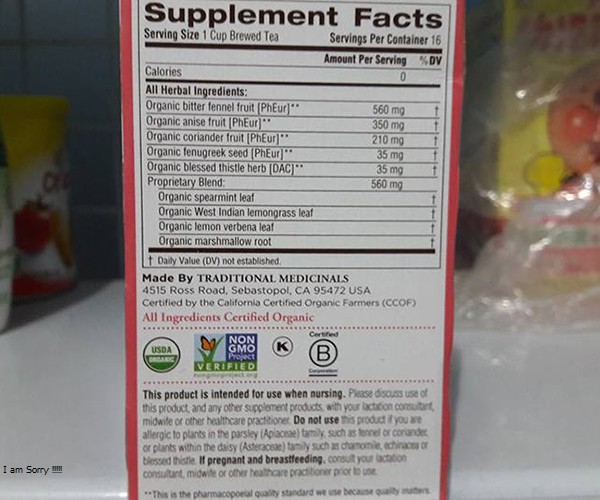 Supplement Facts
Serving Size 1 Cup Brewed Tea Servings Per Container 16
Amount Per Serving %DV
Calories 0
All Herbal Ingredients:
Organic bitter fennel fruit [PhEur]** 560 mg †
Organic anise fruit [PhEur]** 350 mg †
Organic coriander fruit [PhEur]** 210 mg †
Organic fenugreek seed [PhEur]** 35 mg †
Organic blessed thistle herb [DAC]** 35 mg †
Proprietary Blend: 560 mg
Organic spearmint leaf †
Organic West Indian lemongrass leaf †
Organic lemon verbena leaf †
Organic marshmallow root †
† Daily Value (DV) not established.
Made By TRADITIONAL MEDICINALS
4515 Ross Road, Sebastopol, CA 95472 USA
Certified by the California Certified Organic Farmers (CCOF)
All Ingredients Certified Organic
USDA
ORGANIC
NON
GMO
Project
VERIFIED
nongmoproject.org
K
Certified
B
Corporation
This product is intended for use when nursing. Please discuss use of
this product, and any other supplement products, with your lactation consultant,
midwife or other healthcare practitioner. Do not use this product if you are
allergic to plants in the parsley (Apiaceae) family, such as fennel or coriander,
or plants within the daisy (Asteraceae) family such as chamomile, echinacea or
blessed thistle. If pregnant and breastfeeding, consult your lactation
consultant, midwife or other healthcare practitioner prior to use.
**This is the pharmacopoeial quality standard we use because quality matters.
I am Sorry !!!!!